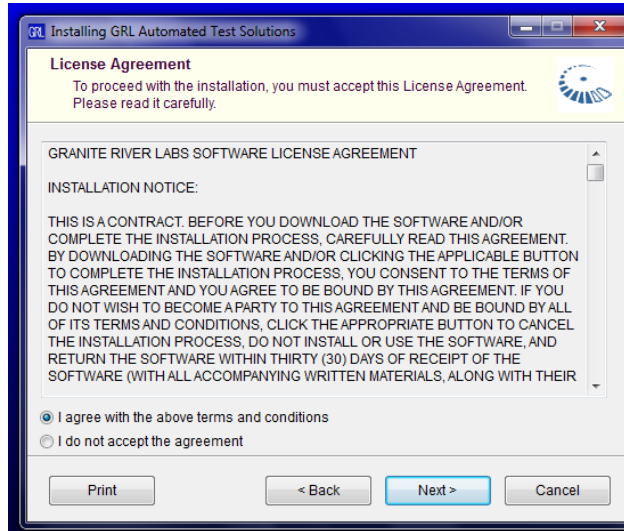 GRL Installing GRL Automated Test Solutions
License Agreement
To proceed with the installation, you must accept this License Agreement.
Please read it carefully.
GRANITE RIVER LABS SOFTWARE LICENSE AGREEMENT
INSTALLATION NOTICE:
THIS IS A CONTRACT. BEFORE YOU DOWNLOAD THE SOFTWARE AND/OR
COMPLETE THE INSTALLATION PROCESS, CAREFULLY READ THIS AGREEMENT.
BY DOWNLOADING THE SOFTWARE AND/OR CLICKING THE APPLICABLE BUTTON
TO COMPLETE THE INSTALLATION PROCESS, YOU CONSENT TO THE TERMS OF
THIS AGREEMENT AND YOU AGREE TO BE BOUND BY THIS AGREEMENT. IF YOU
DO NOT WISH TO BECOME A PARTY TO THIS AGREEMENT AND BE BOUND BY ALL
OF ITS TERMS AND CONDITIONS, CLICK THE APPROPRIATE BUTTON TO CANCEL
THE INSTALLATION PROCESS, DO NOT INSTALL OR USE THE SOFTWARE, AND
RETURN THE SOFTWARE WITHIN THIRTY (30) DAYS OF RECEIPT OF THE
SOFTWARE (WITH ALL ACCOMPANYING WRITTEN MATERIALS, ALONG WITH THEIR
I agree with the above terms and conditions
I do not accept the agreement
Print < Back Next > Cancel